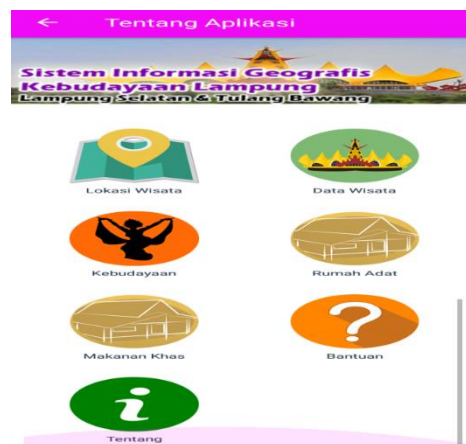 Tentang Aplikasi
Sistem Informasi Geografis
Kebudayaan Lampung
Lampung Selatan & Tulang Bawang
Lokasi Wisata
Data Wisata
Kebudayaan
Rumah Adat
Makanan Khas
Bantuan
Tentang